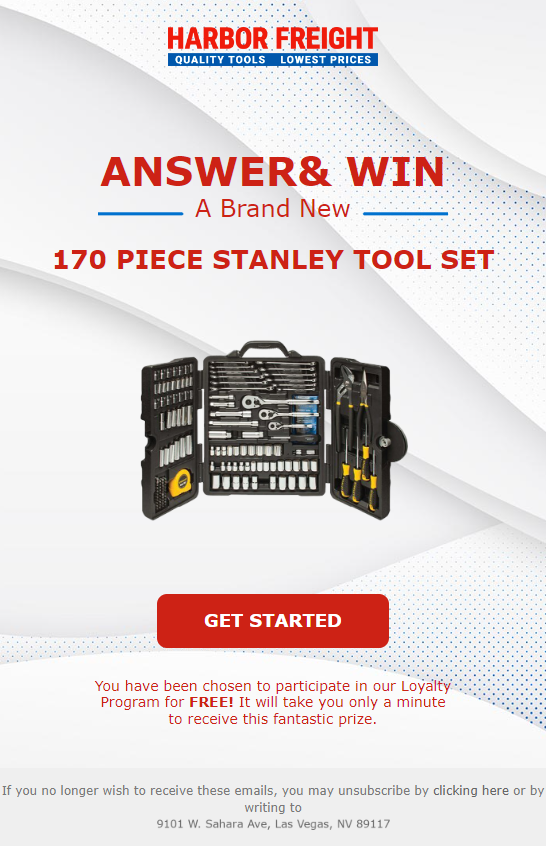 HARBOR FREIGHT
QUALITY TOOLS LOWEST PRICES
ANSWER& WIN
A Brand New
170 PIECE STANLEY TOOL SET
GET STARTED
You have been chosen to participate in our Loyalty
Program for FREE! It will take you only a minute
to receive this fantastic prize.
If you no longer wish to receive these emails, you may unsubscribe by clicking here or by
writing to
9101 W. Sahara Ave, Las Vegas, NV 89117